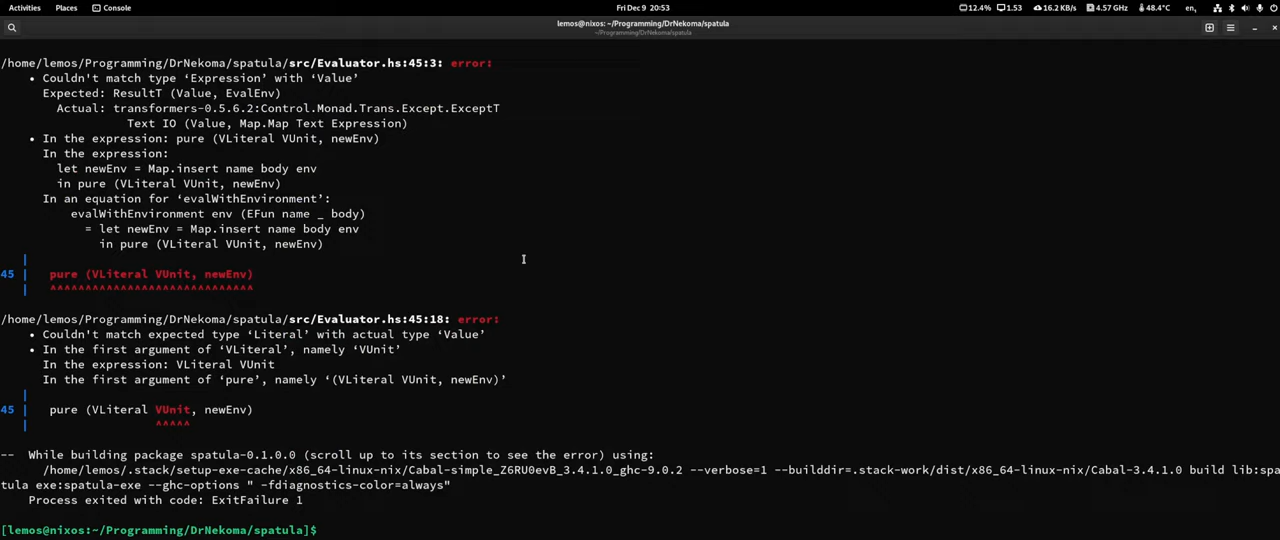 Activities Places Console Fri Dec 9 20:53 12.4% 1.53 16.2 KB/s 4.57 GHz 48.4°C en₁
lemos@nixos: ~/Programming/DrNekoma/spatula
~/Programming/DrNekoma/spatula
/home/lemos/Programming/DrNekoma/spatula/src/Evaluator.hs:45:3: error:
• Couldn't match type ‘Expression’ with ‘Value’
Expected: ResultT (Value, EvalEnv)
Actual: transformers-0.5.6.2:Control.Monad.Trans.Except.ExceptT
Text IO (Value, Map.Map Text Expression)
• In the expression: pure (VLiteral VUnit, newEnv)
In the expression:
let newEnv = Map.insert name body env
in pure (VLiteral VUnit, newEnv)
In an equation for ‘evalWithEnvironment’:
evalWithEnvironment env (EFun name _ body)
= let newEnv = Map.insert name body env
in pure (VLiteral VUnit, newEnv)
|
45 | pure (VLiteral VUnit, newEnv)
| ^^^^^^^^^^^^^^^^^^^^^^^^^^^^^
/home/lemos/Programming/DrNekoma/spatula/src/Evaluator.hs:45:18: error:
• Couldn't match expected type ‘Literal’ with actual type ‘Value’
• In the first argument of ‘VLiteral’, namely ‘VUnit’
In the expression: VLiteral VUnit
In the first argument of ‘pure’, namely ‘(VLiteral VUnit, newEnv)’
|
45 | pure (VLiteral VUnit, newEnv)
| ^^^^^
-- While building package spatula-0.1.0.0 (scroll up to its section to see the error) using:
/home/lemos/.stack/setup-exe-cache/x86_64-linux-nix/Cabal-simple_Z6RU0evB_3.4.1.0_ghc-9.0.2 --verbose=1 --builddir=.stack-work/dist/x86_64-linux-nix/Cabal-3.4.1.0 build lib:spa
tula exe:spatula-exe --ghc-options " -fdiagnostics-color=always"
Process exited with code: ExitFailure 1
[lemos@nixos:~/Programming/DrNekoma/spatula]$